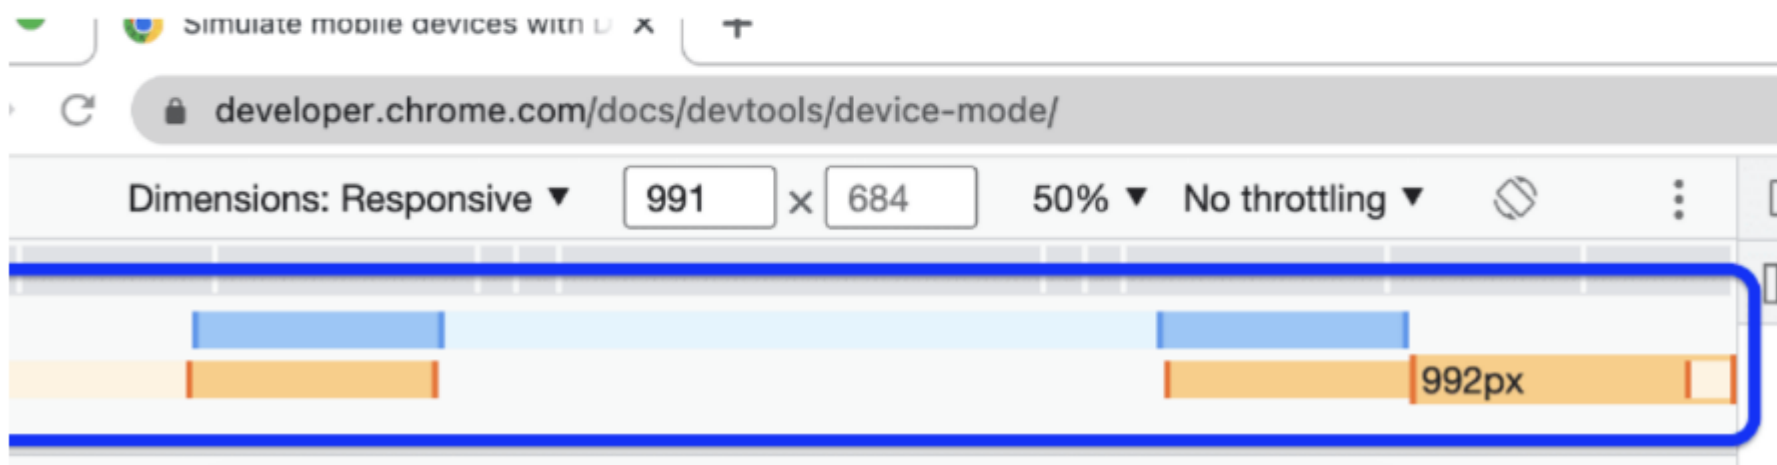 Simulate mobile devices with D
developer.chrome.com/docs/devtools/device-mode/
Dimensions: Responsive ▼ 991 × 684 50% ▼ No throttling ▼
992px